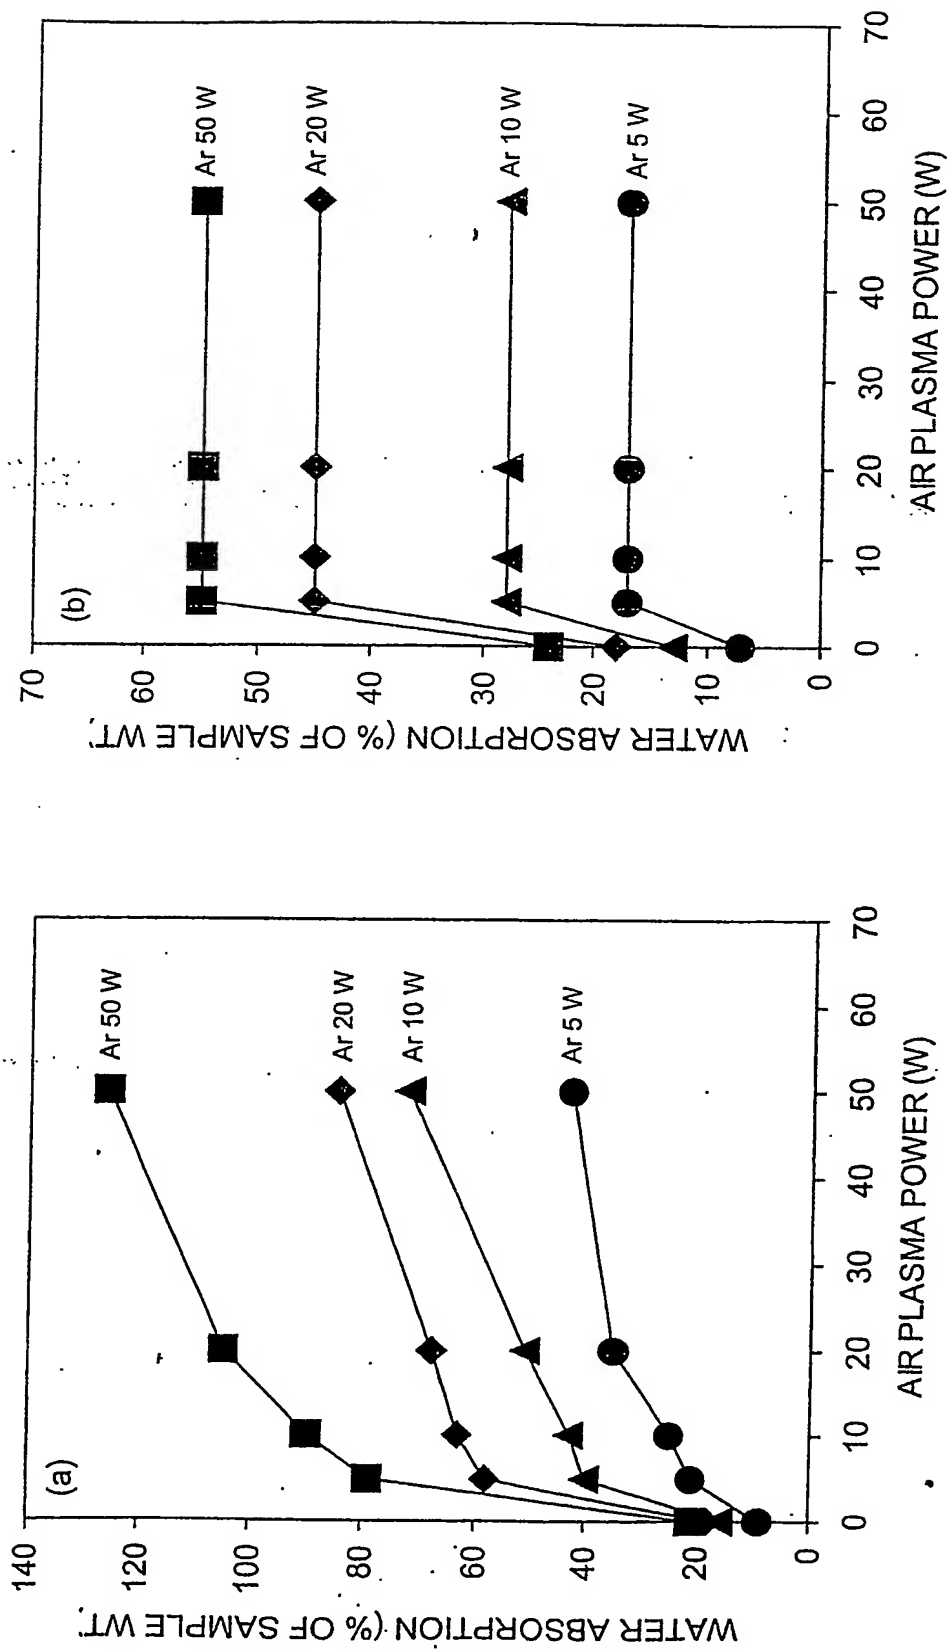 (a)
WATER ABSORPTION (% OF SAMPLE WT.
140
120
100
80
60
40
20
0
Ar 50 W
Ar 20 W
Ar 10 W
Ar 5 W
0 10 20 30 40 50 60 70
AIR PLASMA POWER (W)
(b)
WATER ABSORPTION (% OF SAMPLE WT.
70
60
50
40
30
20
10
0
Ar 50 W
Ar 20 W
Ar 10 W
Ar 5 W
0 10 20 30 40 50 60 70
AIR PLASMA POWER (W)